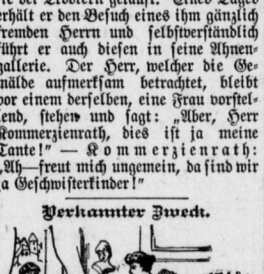 erhält er den Besuch eines ihm gänzlich
fremden Herrn und selbstverständlich
führt er auch diesen in seine Ahnen-
gallerie. Der Herr, welcher die Ge-
mälde aufmerksam betrachtet, bleibt
vor einem derselben, eine Frau vorstel-
lend, stehen und sagt: „Aber, Herr
Kommerzienrath, dies ist ja meine
Tante!" — Kommerzienrath:
„Ah—freut mich ungemein, da sind wir
ja Geschwisterkinder!"
Verkannter Zweck.